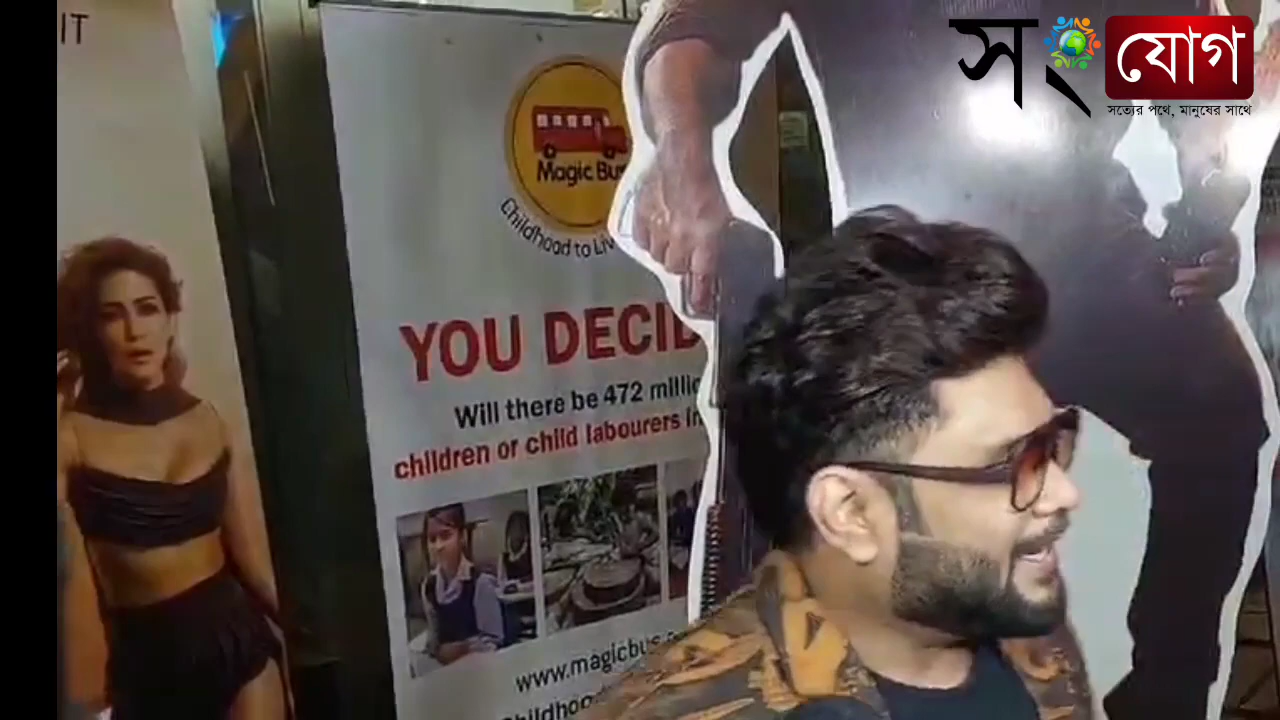 IT
সংযোগ
সত্যের পথে, মানুষের সাথে
Magic Bus
Childhood to Liv
YOU DECID
Will there be 472 millio
children or child labourers in
www.magicbus.
Childhoo